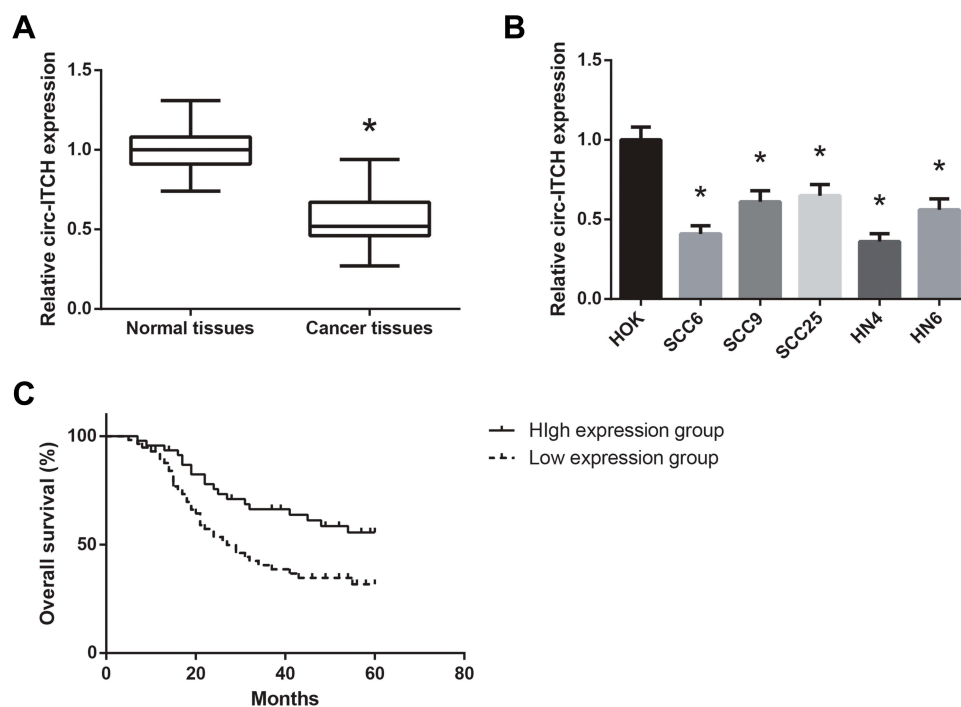 A
Relative circ-ITCH expression
1.5
1.0
0.5
0.0
*
Normal tissues
Cancer tissues
B
Relative circ-ITCH expression
1.5
1.0
0.5
0.0
*
*
*
*
*
HOK
SCC6
SCC9
SCC25
HN4
HN6
C
Overall survival (%)
100
50
0
0
20
40
60
80
Months
HIgh expression group
Low expression group